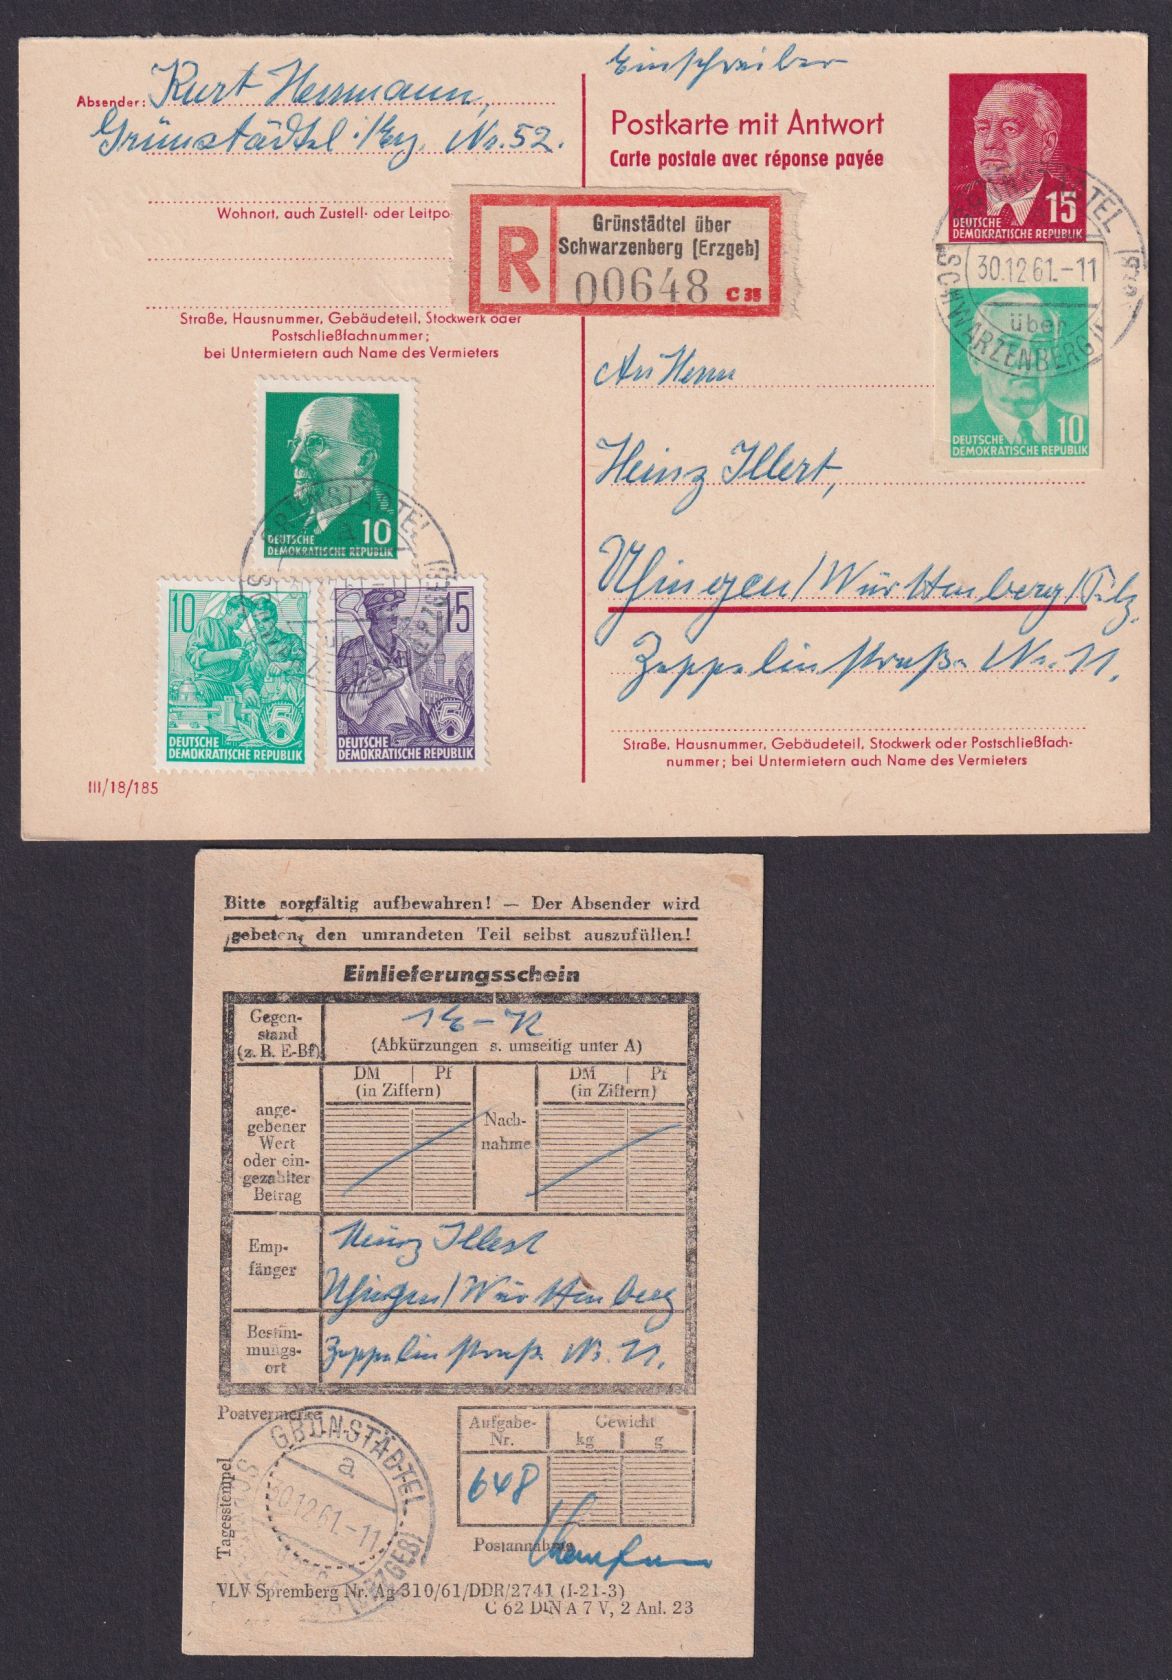 Einschreiben
Absender: Kurt Herrmann,
Grünstädtel i/Erz. Nr. 52.
Wohnort, auch Zustell- oder Leitpo
Straße, Hausnummer, Gebäudeteil, Stockwerk oder
Postschließfachnummer;
bei Untermietern auch Name des Vermieters
Postkarte mit Antwort
Carte postale avec réponse payée
15
DEUTSCHE
DEMOKRATISCHE REPUBLIK
R
Grünstädtel über
Schwarzenberg (Erzgeb)
00648 C 35
30.12.61.-11
über
10
DEUTSCHE
DEMOKRATISCHE REPUBLIK
An Herrn
Heinz Illert,
Uhingen/Württemberg/Filz
Zeppelinstraße Nr. 11.
Straße, Hausnummer, Gebäudeteil, Stockwerk oder Postschließfach-
nummer; bei Untermietern auch Name des Vermieters
10
DEUTSCHE
DEMOKRATISCHE REPUBLIK
10
5
DEUTSCHE
DEMOKRATISCHE REPUBLIK
15
5
DEUTSCHE
DEMOKRATISCHE REPUBLIK
III/18/185
Bitte sorgfältig aufbewahren! — Der Absender wird
gebeten, den umrandeten Teil selbst auszufüllen!
Einlieferungsschein
Gegen-
stand
(z. B. E-Bf)
(Abkürzungen s. umseitig unter A)
DM Pf
(in Ziffern)
DM Pf
(in Ziffern)
ange-
gebener
Wert
oder ein-
gezahlter
Betrag
Nach-
nahme
Emp-
fänger
Heinz Illert
Uhingen/Württemberg
Bestim-
mungs-
ort
Zeppelinstraße Nr. 11.
Postvermerke
Tagesstempel
GRÜNSTÄDTEL
a
30.12.61.-11
Aufgabe-
Nr.
Gewicht
kg g
648
Postannahme
VLV Spremberg Nr. Ag 310/61/DDR/2741 (I-21-3)
C 62 DIN A 7 V, 2 Anl. 23